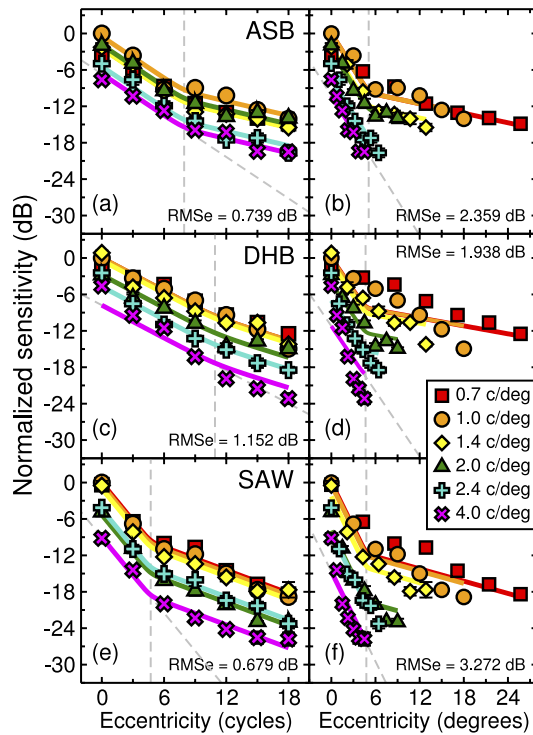 0
-6
-12
-18
-24
-30
ASB
(a)
RMSe = 0.739 dB
(b)
RMSe = 2.359 dB
0
-6
-12
-18
-24
-30
DHB
(c)
RMSe = 1.152 dB
RMSe = 1.938 dB
(d)
0.7 c/deg
1.0 c/deg
1.4 c/deg
2.0 c/deg
2.4 c/deg
4.0 c/deg
0
-6
-12
-18
-24
-30
SAW
(e)
RMSe = 0.679 dB
(f)
RMSe = 3.272 dB
Normalized sensitivity (dB)
0 3 6 9 12 15 18
Eccentricity (cycles)
0 6 12 18 24
Eccentricity (degrees)